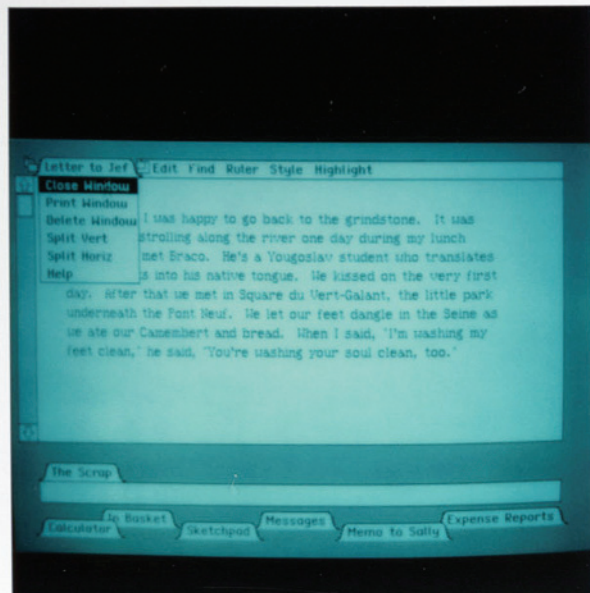 Letter to Jef Edit Find Ruler Style Highlight
Close Window
Print Window
Delete Window
Split Vert
Split Horiz
Help
I was happy to go back to the grindstone. It was
strolling along the river one day during my lunch
met Braco. He's a Yougoslav student who translates
into his native tongue. We kissed on the very first
day. After that we met in Square du Vert-Galant, the little park
underneath the Pont Neuf. We let our feet dangle in the Seine as
we ate our Camembert and bread. When I said, "I'm washing my
feet clean," he said, "You're washing your soul clean, too."
The Scrap
Calculator In Basket Sketchpad Messages Memo to Sally Expense Reports